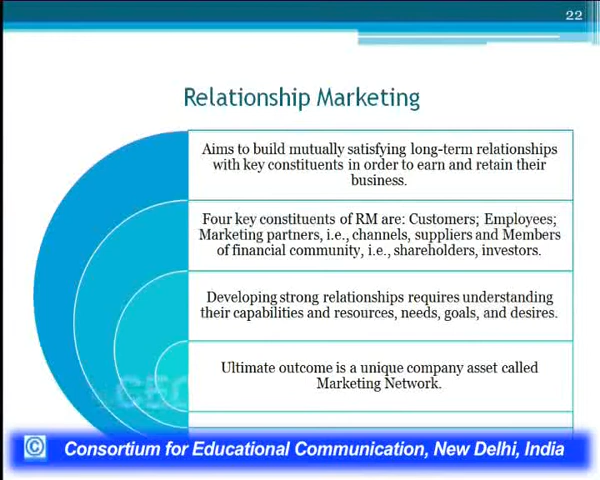 22
Relationship Marketing
Aims to build mutually satisfying long-term relationships
with key constituents in order to earn and retain their
business.
Four key constituents of RM are: Customers; Employees;
Marketing partners, i.e., channels, suppliers and Members
of financial community, i.e., shareholders, investors.
Developing strong relationships requires understanding
their capabilities and resources, needs, goals, and desires.
Ultimate outcome is a unique company asset called
Marketing Network.
© Consortium for Educational Communication, New Delhi, India